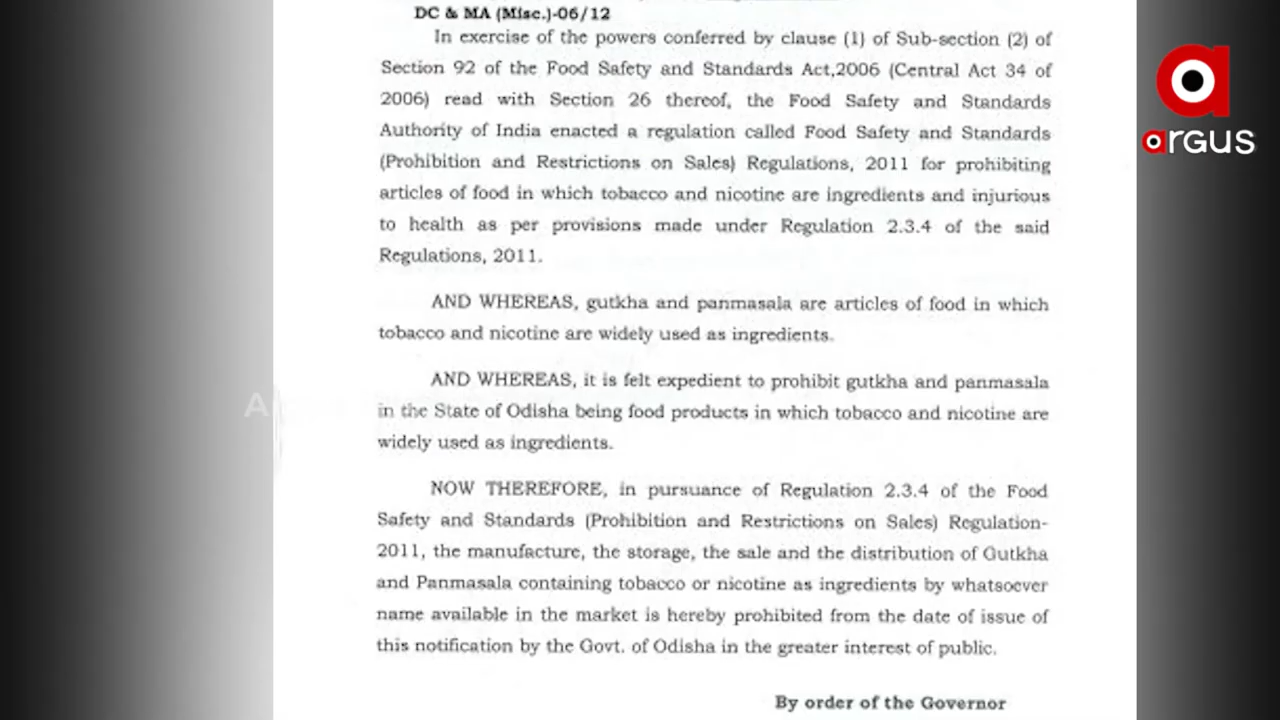 DC & MA (Misc.)-06/12
In exercise of the powers conferred by clause (1) of Sub-section (2) of
Section 92 of the Food Safety and Standards Act,2006 (Central Act 34 of
2006) read with Section 26 thereof, the Food Safety and Standards
Authority of India enacted a regulation called Food Safety and Standards
(Prohibition and Restrictions on Sales) Regulations, 2011 for prohibiting
articles of food in which tobacco and nicotine are ingredients and injurious
to health as per provisions made under Regulation 2.3.4 of the said
Regulations, 2011.
AND WHEREAS, gutkha and panmasala are articles of food in which
tobacco and nicotine are widely used as ingredients.
AND WHEREAS, it is felt expedient to prohibit gutkha and panmasala
in the State of Odisha being food products in which tobacco and nicotine are
widely used as ingredients.
NOW THEREFORE, in pursuance of Regulation 2.3.4 of the Food
Safety and Standards (Prohibition and Restrictions on Sales) Regulation-
2011, the manufacture, the storage, the sale and the distribution of Gutkha
and Panmasala containing tobacco or nicotine as ingredients by whatsoever
name available in the market is hereby prohibited from the date of issue of
this notification by the Govt. of Odisha in the greater interest of public.
By order of the Governor
argus